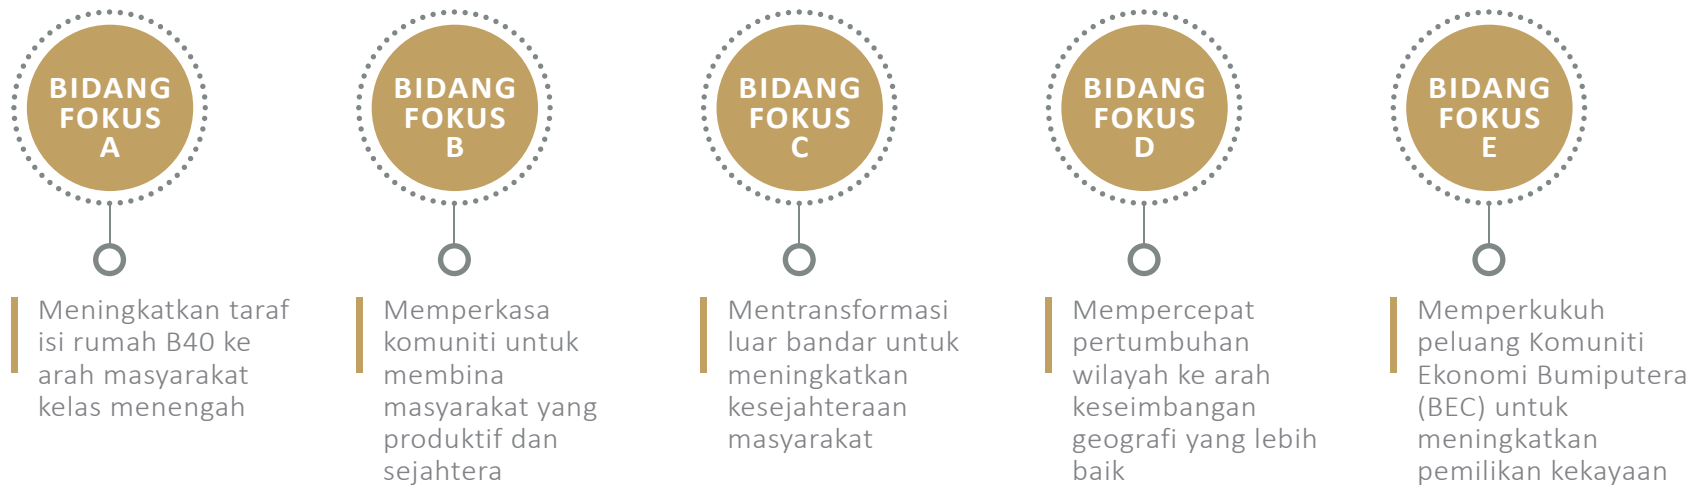 BIDANG
FOKUS
A
Meningkatkan taraf
isi rumah B40 ke
arah masyarakat
kelas menengah
BIDANG
FOKUS
B
Memperkasa
komuniti untuk
membina
masyarakat yang
produktif dan
sejahtera
BIDANG
FOKUS
C
Mentransformasi
luar bandar untuk
meningkatkan
kesejahteraan
masyarakat
BIDANG
FOKUS
D
Mempercepat
pertumbuhan
wilayah ke arah
keseimbangan
geografi yang lebih
baik
BIDANG
FOKUS
E
Memperkukuh
peluang Komuniti
Ekonomi Bumiputera
(BEC) untuk
meningkatkan
pemilikan kekayaan